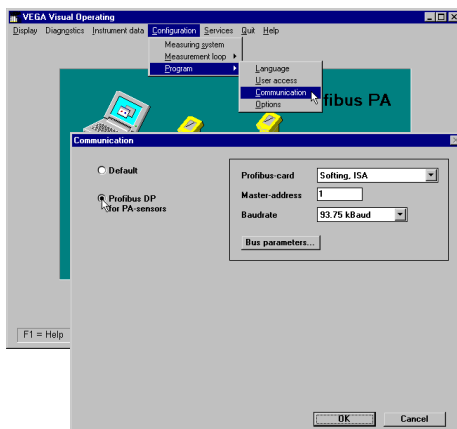 VEGA Visual Operating
Display Diagnostics Instrument data Configuration Services Quit Help
Measuring system
Measurement loop
Program
Language
User access
Communication
Options
fibus PA
Communication
Default
Profibus DP
for PA-sensors
Profibus-card Softing, ISA
Master-address 1
Baudrate 93.75 kBaud
Bus parameters...
F1 = Help
OK Cancel